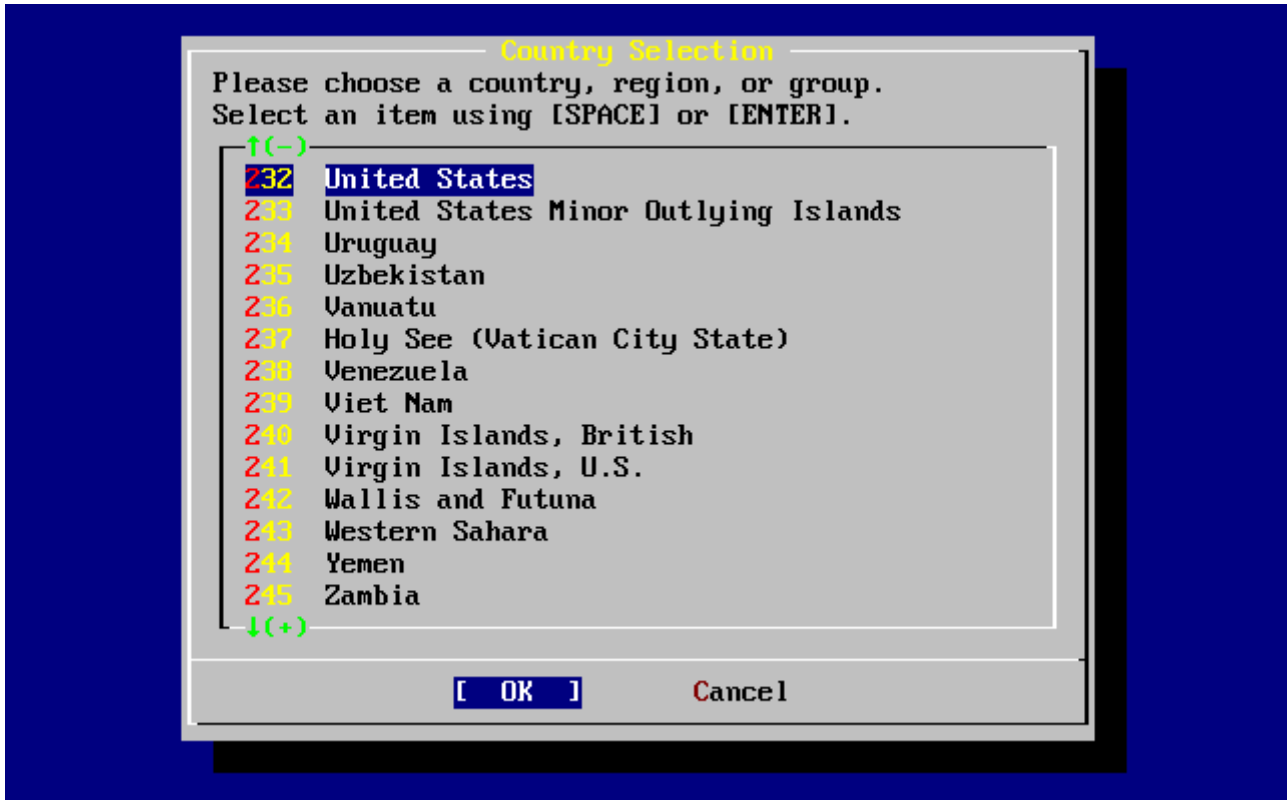 Country Selection
Please choose a country, region, or group.
Select an item using [SPACE] or [ENTER].
↑(-)
232 United States
233 United States Minor Outlying Islands
234 Uruguay
235 Uzbekistan
236 Vanuatu
237 Holy See (Vatican City State)
238 Venezuela
239 Viet Nam
240 Virgin Islands, British
241 Virgin Islands, U.S.
242 Wallis and Futuna
243 Western Sahara
244 Yemen
245 Zambia
↓(+)
[ OK ] Cancel